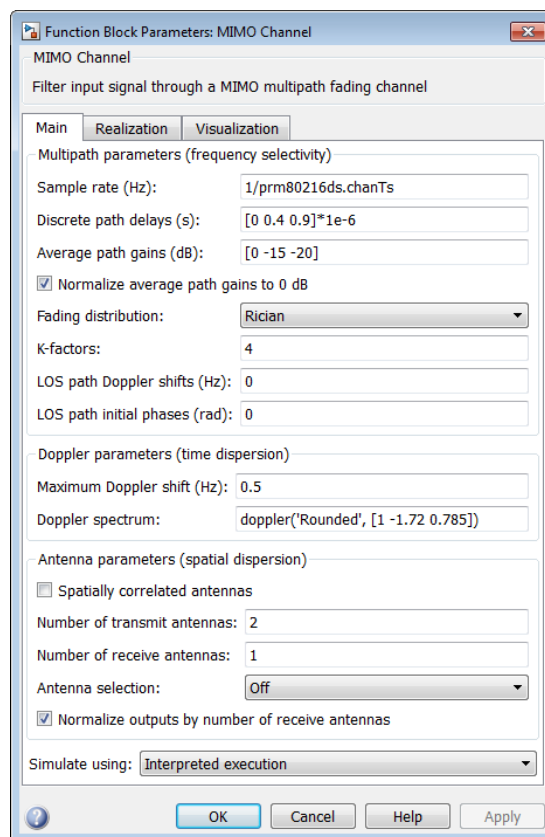 Function Block Parameters: MIMO Channel
MIMO Channel
Filter input signal through a MIMO multipath fading channel
Main Realization Visualization
Multipath parameters (frequency selectivity)
Sample rate (Hz): 1/prm80216ds.chanTs
Discrete path delays (s): [0 0.4 0.9]*1e-6
Average path gains (dB): [0 -15 -20]
Normalize average path gains to 0 dB
Fading distribution: Rician
K-factors: 4
LOS path Doppler shifts (Hz): 0
LOS path initial phases (rad): 0
Doppler parameters (time dispersion)
Maximum Doppler shift (Hz): 0.5
Doppler spectrum: doppler('Rounded', [1 -1.72 0.785])
Antenna parameters (spatial dispersion)
Spatially correlated antennas
Number of transmit antennas: 2
Number of receive antennas: 1
Antenna selection: Off
Normalize outputs by number of receive antennas
Simulate using: Interpreted execution
OK Cancel Help Apply